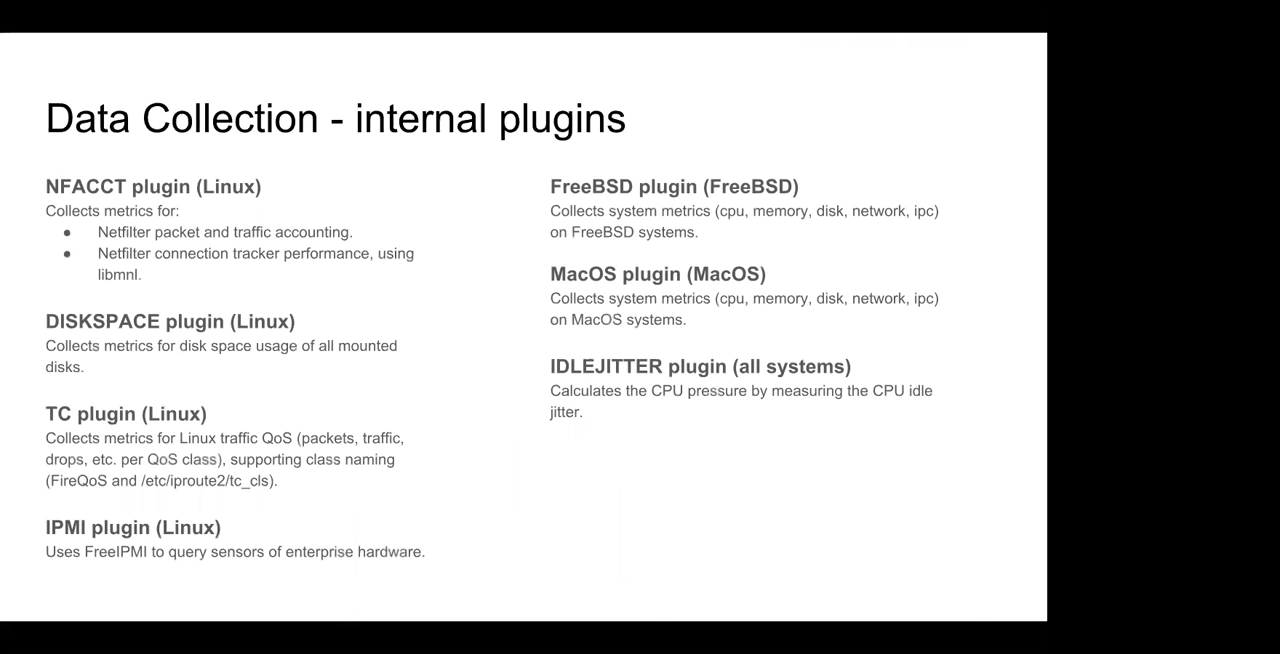 Data Collection - internal plugins
NFACCT plugin (Linux)
Collects metrics for:
● Netfilter packet and traffic accounting.
● Netfilter connection tracker performance, using
libmnl.
DISKSPACE plugin (Linux)
Collects metrics for disk space usage of all mounted
disks.
TC plugin (Linux)
Collects metrics for Linux traffic QoS (packets, traffic,
drops, etc. per QoS class), supporting class naming
(FireQoS and /etc/iproute2/tc_cls).
IPMI plugin (Linux)
Uses FreeIPMI to query sensors of enterprise hardware.
FreeBSD plugin (FreeBSD)
Collects system metrics (cpu, memory, disk, network, ipc)
on FreeBSD systems.
MacOS plugin (MacOS)
Collects system metrics (cpu, memory, disk, network, ipc)
on MacOS systems.
IDLEJITTER plugin (all systems)
Calculates the CPU pressure by measuring the CPU idle
jitter.